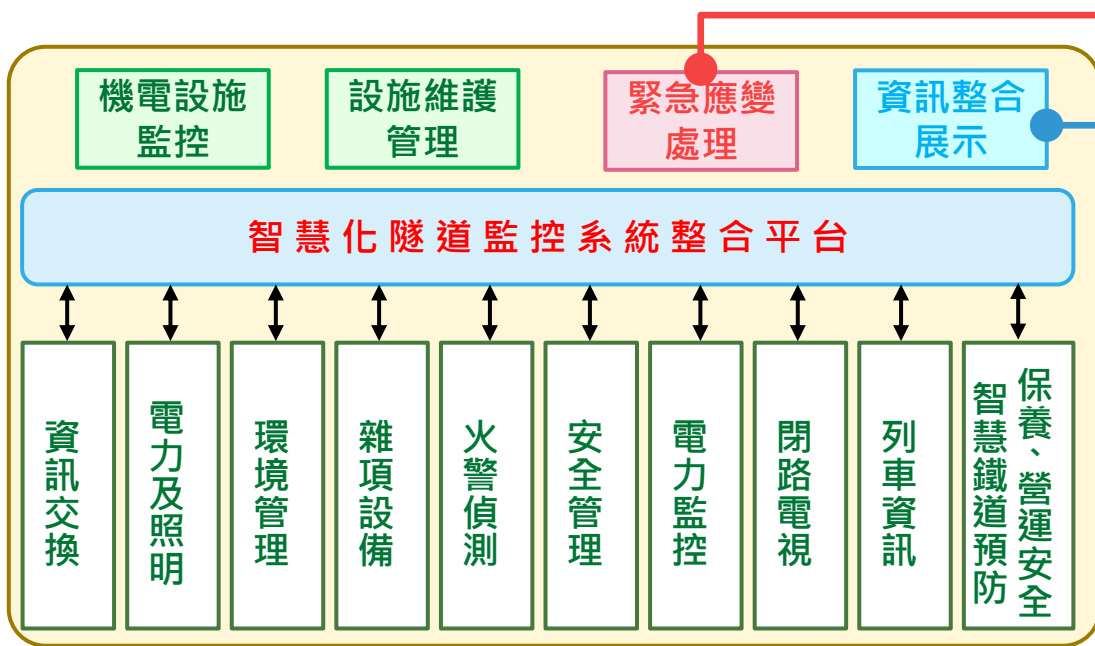 機電設施
監控
設施維護
管理
緊急應變
處理
資訊整合
展示
智慧化隧道監控系統整合平台
資訊交換
電力及照明
環境管理
雜項設備
火警偵測
安全管理
電力監控
閉路電視
列車資訊
保養、營運安全
智慧鐵道預防